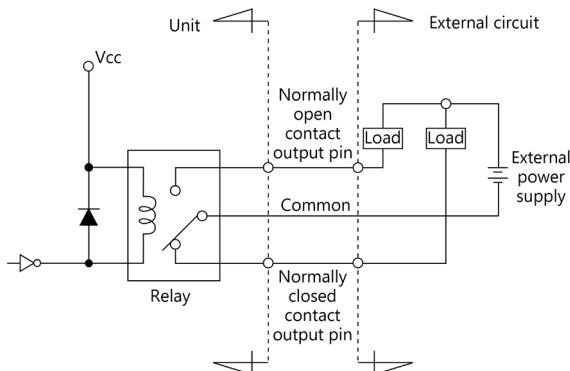 Unit
External circuit
Vcc
Normally
open
contact
output pin
Load
Load
External
power
supply
Common
Relay
Normally
closed
contact
output pin